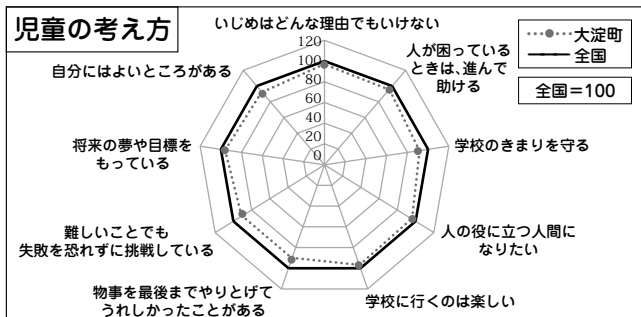 児童の考え方
いじめはどんな理由でもいけない
大淀町
全国
全国=100
120
100
80
60
40
20
0
人が困っている
ときは、進んで
助ける
学校のきまりを守る
人の役に立つ人間に
なりたい
学校に行くのは楽しい
物事を最後までやりとげて
うれしかったことがある
難しいことでも
失敗を恐れずに挑戦している
将来の夢や目標を
もっている
自分にはよいところがある